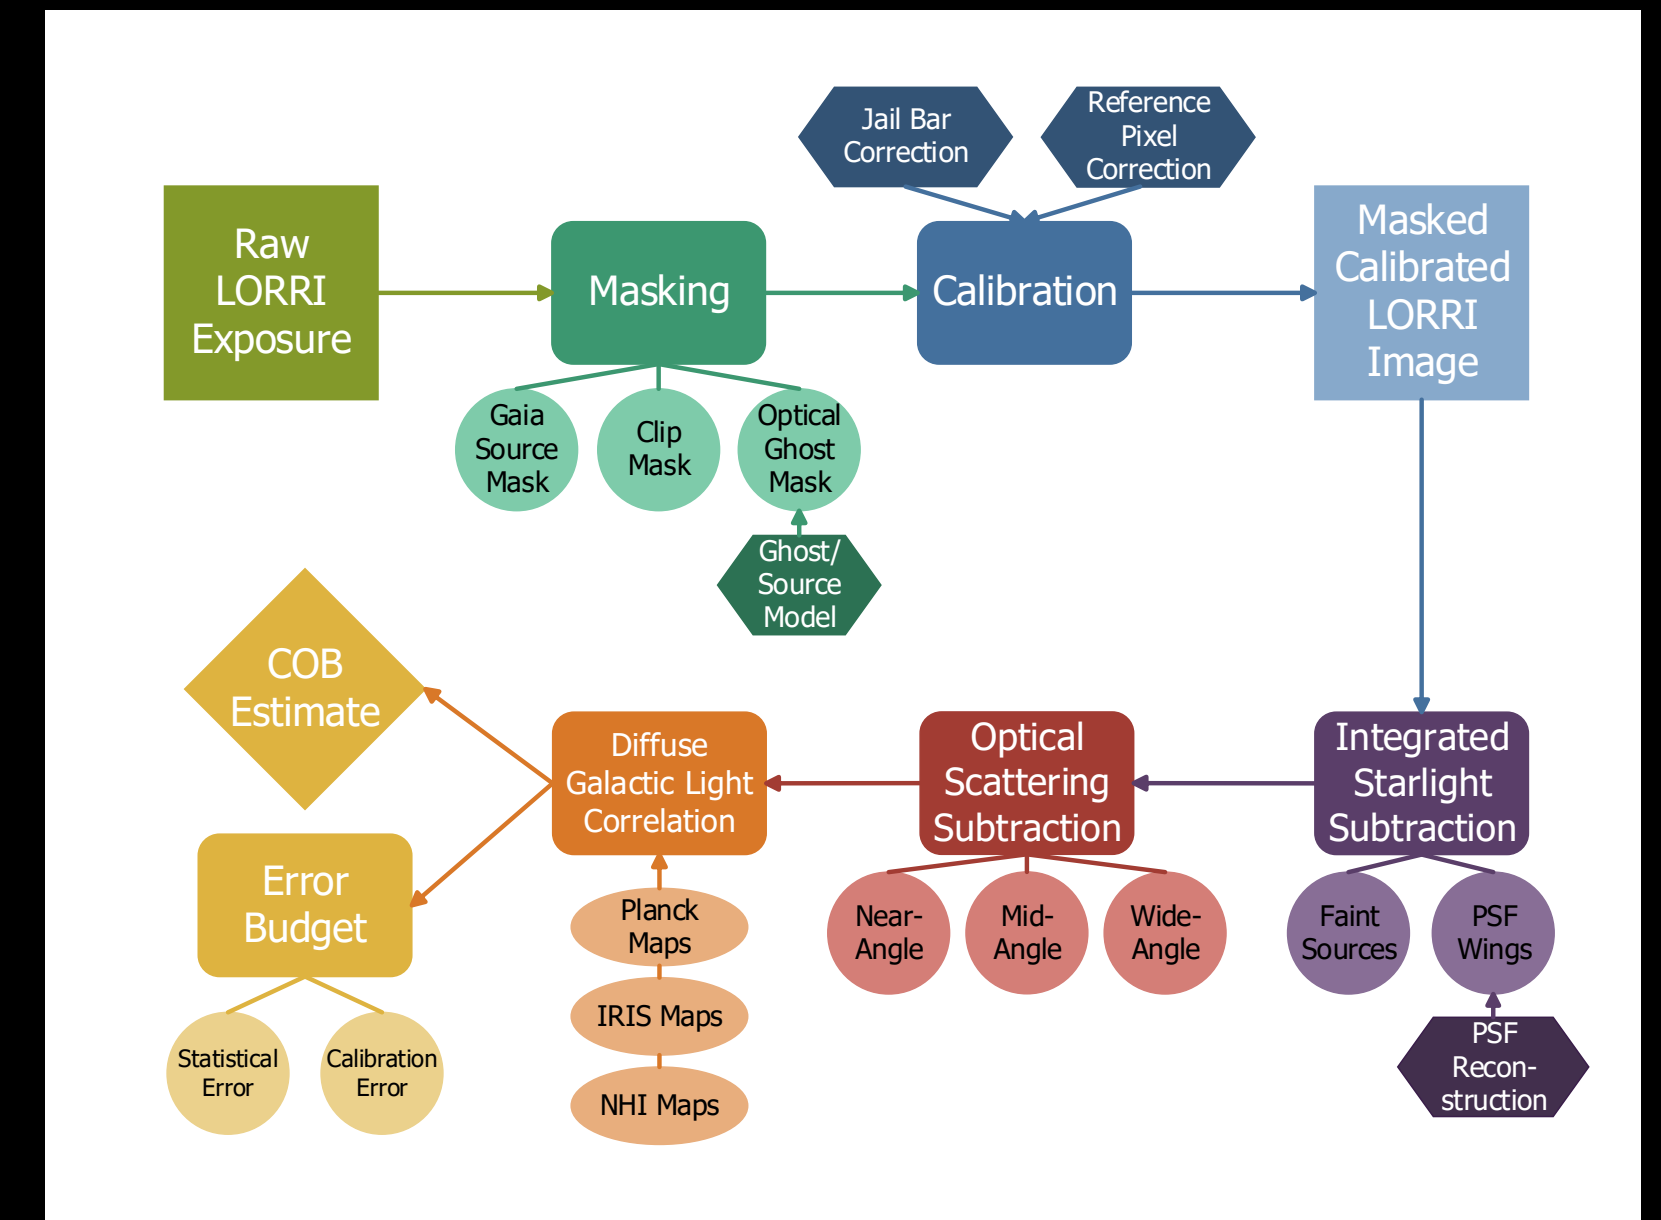 Jail Bar
Correction
Reference
Pixel
Correction
Raw
LORRI
Exposure
Masking
Calibration
Masked
Calibrated
LORRI
Image
Gaia
Source
Mask
Clip
Mask
Optical
Ghost
Mask
Ghost/
Source
Model
COB
Estimate
Diffuse
Galactic Light
Correlation
Optical
Scattering
Subtraction
Integrated
Starlight
Subtraction
Error
Budget
Planck
Maps
Near-
Angle
Mid-
Angle
Wide-
Angle
Faint
Sources
PSF
Wings
IRIS Maps
Statistical
Error
Calibration
Error
NHI Maps
PSF
Recon-
struction